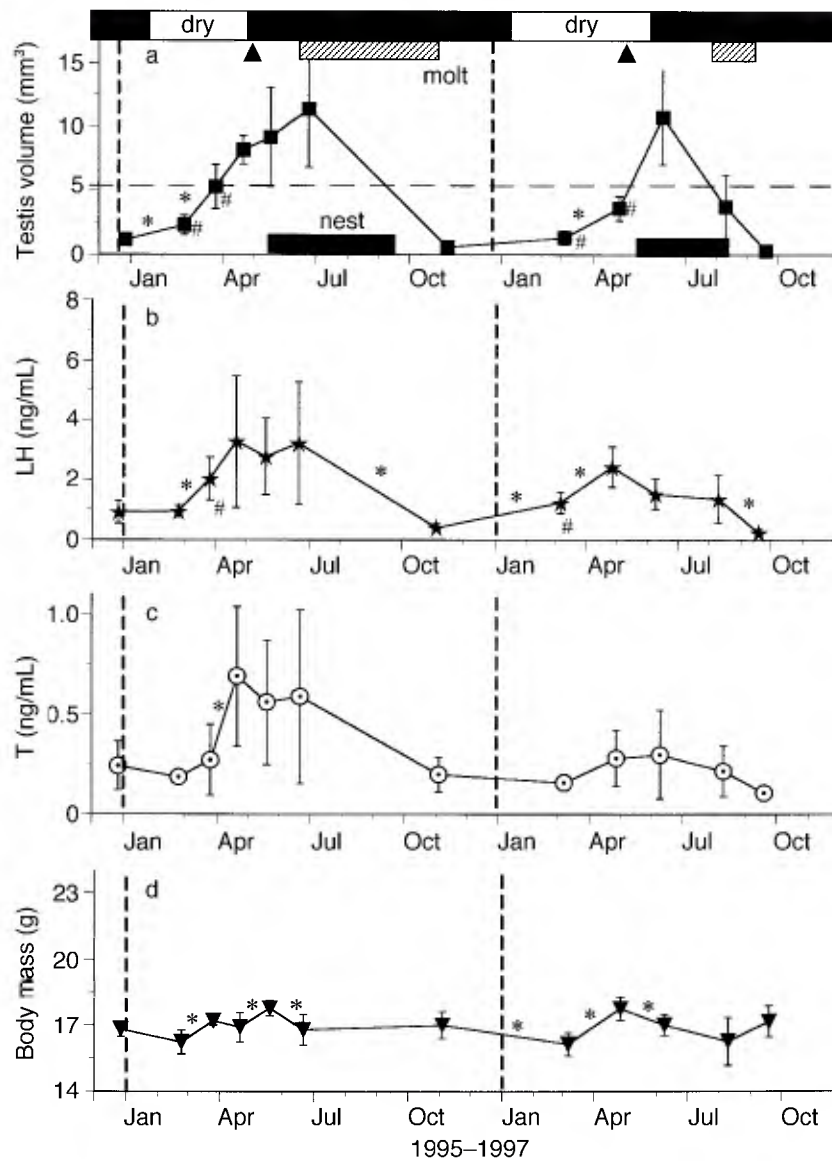 dry dry
a molt
Testis volume (mm³)
15
10
5
0
* * # # nest * # #
Jan Apr Jul Oct Jan Apr Jul Oct
b
LH (ng/mL)
8
6
4
2
0
* # * * * # *
Jan Apr Jul Oct Jan Apr Jul Oct
c
T (ng/mL)
1.0
0.5
0
*
Jan Apr Jul Oct Jan Apr Jul Oct
d
Body mass (g)
23
20
17
14
* * * * * *
Jan Apr Jul Oct Jan Apr Jul Oct
1995–1997